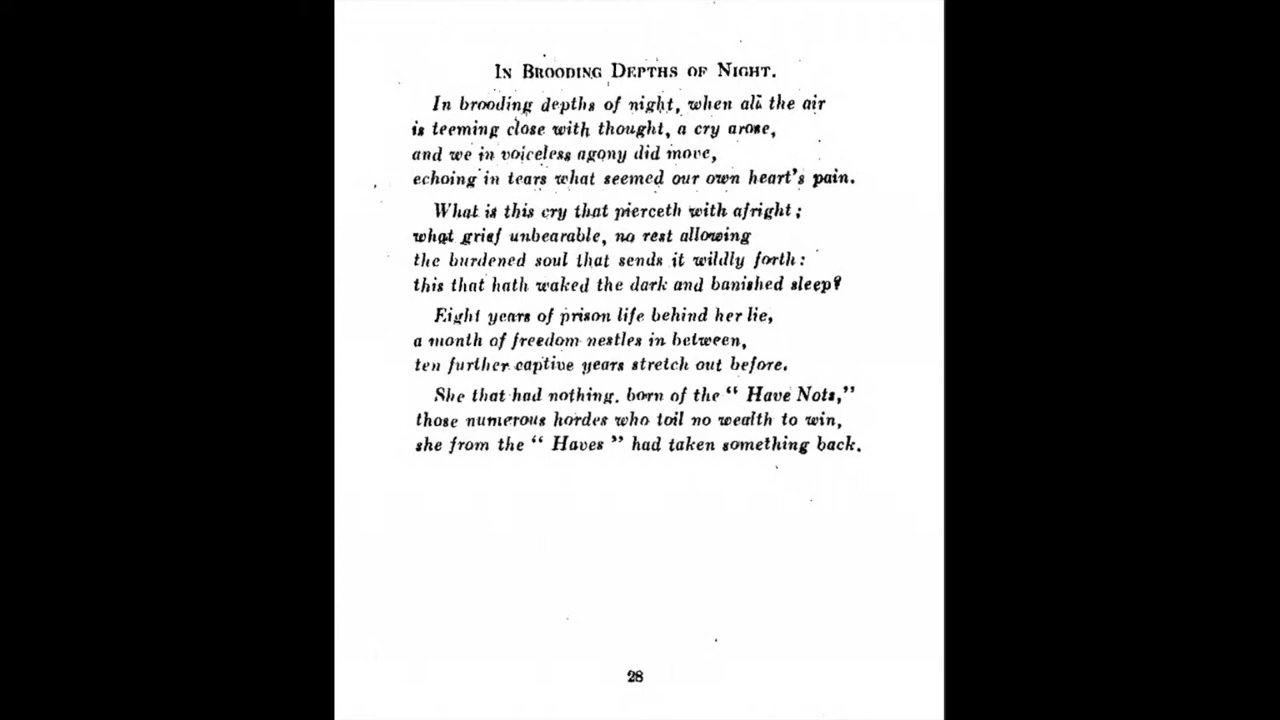 IN BROODING DEPTHS OF NIGHT.
In brooding depths of night, when all the air
is teeming close with thought, a cry arose,
and we in voiceless agony did move,
echoing in tears what seemed our own heart's pain.
What is this cry that pierceth with afright;
what grief unbearable, no rest allowing
the burdened soul that sends it wildly forth:
this that hath waked the dark and banished sleep?
Eight years of prison life behind her lie,
a month of freedom nestles in between,
ten further captive years stretch out before.
She that had nothing. born of the “ Have Nots,”
those numerous hordes who toil no wealth to win,
she from the “ Haves ” had taken something back.
28